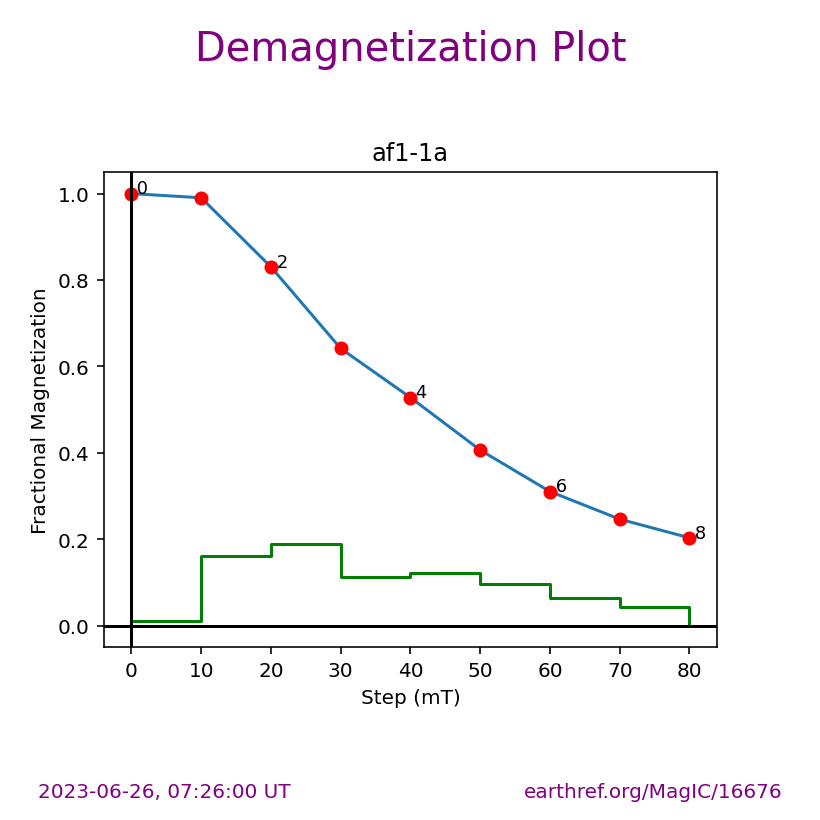 Demagnetization Plot
af1-1a
Fractional Magnetization
1.0
0.8
0.6
0.4
0.2
0.0
0
2
4
6
8
0 10 20 30 40 50 60 70 80
Step (mT)
2023-06-26, 07:26:00 UT
earthref.org/MagIC/16676